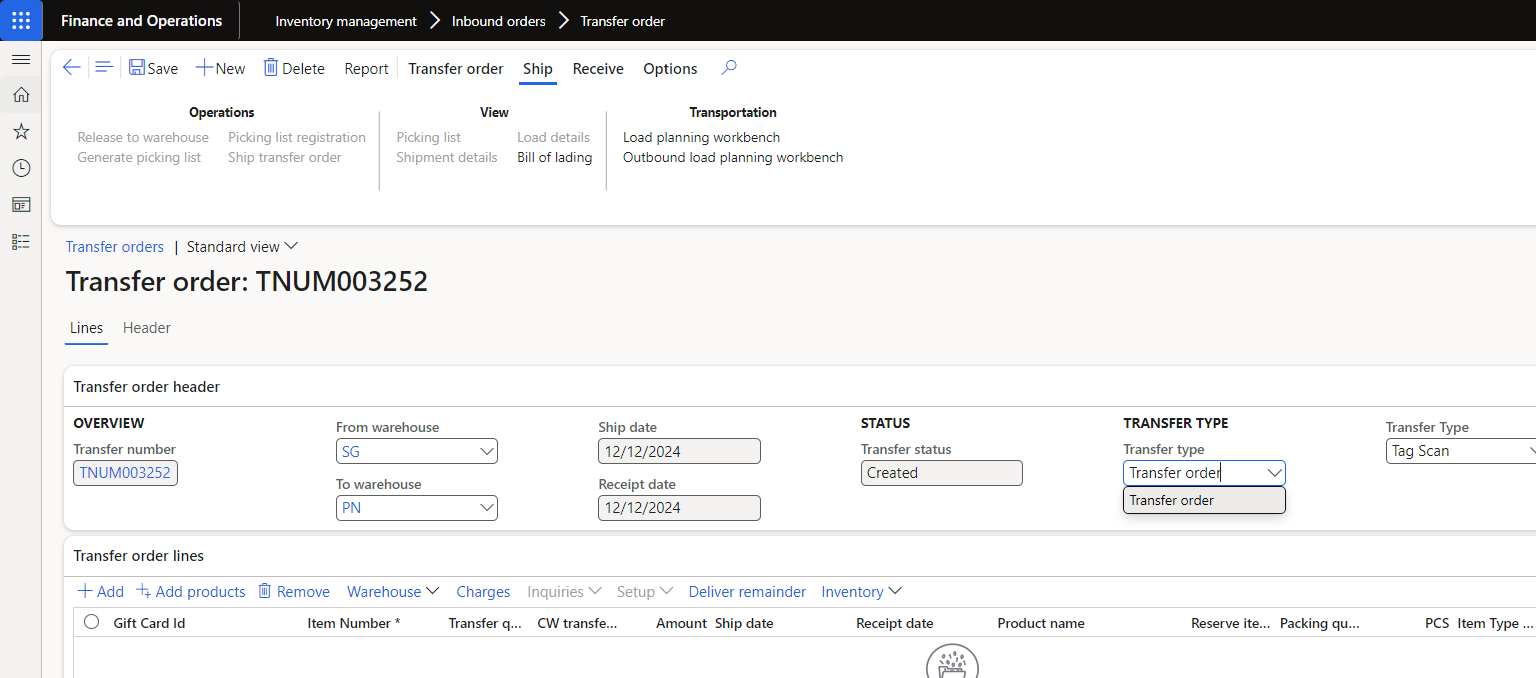 Finance and Operations
Inventory management > Inbound orders > Transfer order
Save New Delete Report Transfer order Ship Receive Options
Operations
Release to warehouse Picking list registration
Generate picking list Ship transfer order
View
Picking list Load details
Shipment details Bill of lading
Transportation
Load planning workbench
Outbound load planning workbench
Transfer orders | Standard view
Transfer order: TNUM003252
Lines Header
Transfer order header
OVERVIEW
Transfer number
TNUM003252
From warehouse
SG
To warehouse
PN
Ship date
12/12/2024
Receipt date
12/12/2024
STATUS
Transfer status
Created
TRANSFER TYPE
Transfer type
Transfer order
Transfer order
Transfer Type
Tag Scan
Transfer order lines
Add Add products Remove Warehouse Charges Inquiries Setup Deliver remainder Inventory
Gift Card Id Item Number * Transfer q... CW transfe... Amount Ship date Receipt date Product name Reserve ite... Packing qu... PCS Item Type ...